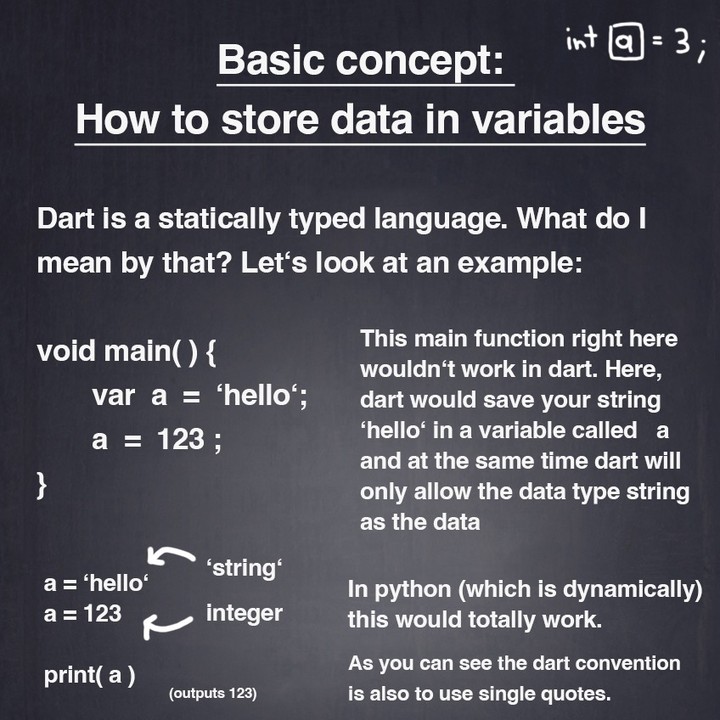 int a = 3 ;
Basic concept:
How to store data in variables
Dart is a statically typed language. What do I
mean by that? Let‘s look at an example:
void main( ) {
var a = ‘hello‘;
a = 123 ;
}
This main function right here
wouldn‘t work in dart. Here,
dart would save your string
‘hello‘ in a variable called a
and at the same time dart will
only allow the data type string
as the data
a = ‘hello‘
‘string‘
a = 123
integer
print( a )
(outputs 123)
In python (which is dynamically)
this would totally work.
As you can see the dart convention
is also to use single quotes.